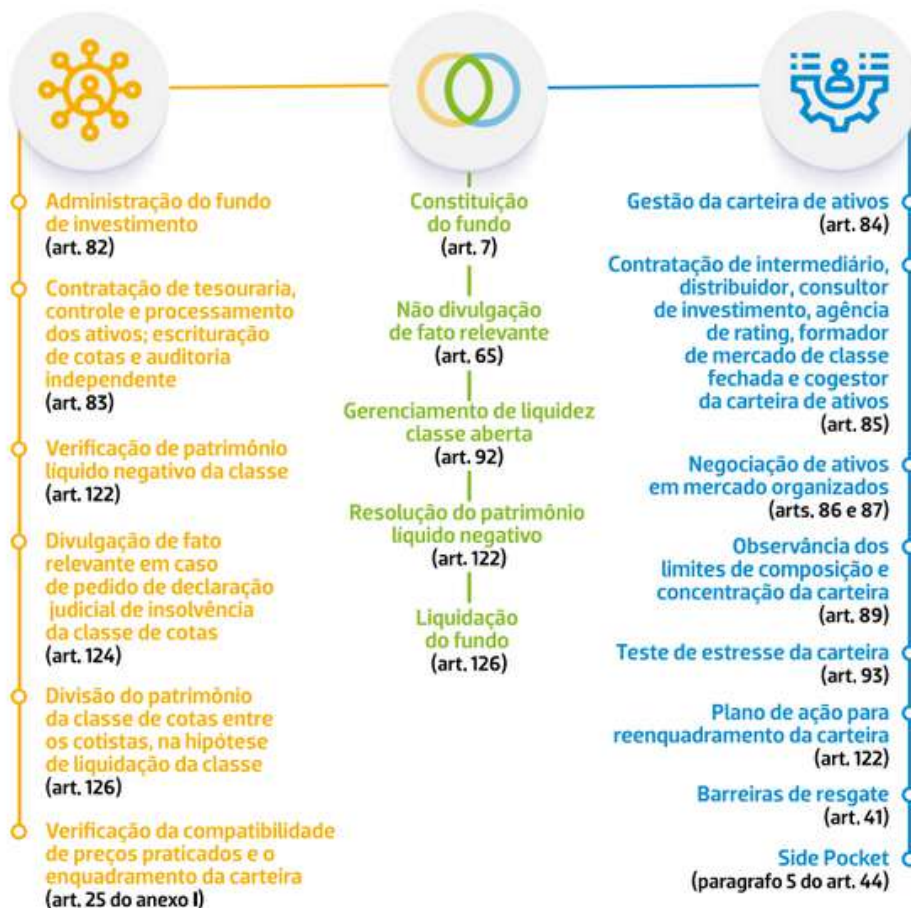 Administração do fundo
de investimento
(art. 82)
Contratação de tesouraria,
controle e processamento
dos ativos; escrituração
de cotas e auditoria
independente
(art. 83)
Verificação de patrimônio
líquido negativo da classe
(art. 122)
Divulgação de fato
relevante em caso
de pedido de declaração
judicial de insolvência
da classe de cotas
(art. 124)
Divisão do patrimônio
da classe de cotas entre
os cotistas, na hipótese
de liquidação da classe
(art. 126)
Verificação da compatibilidade
de preços praticados e o
enquadramento da carteira
(art. 25 do anexo I)
Constituição
do fundo
(art. 7)
Não divulgação
de fato relevante
(art. 65)
Gerenciamento de liquidez
classe aberta
(art. 92)
Resolução do patrimônio
líquido negativo
(art. 122)
Liquidação
do fundo
(art. 126)
Gestão da carteira de ativos
(art. 84)
Contratação de intermediário,
distribuidor, consultor
de investimento, agência
de rating, formador
de mercado de classe
fechada e cogestor
da carteira de ativos
(art. 85)
Negociação de ativos
em mercado organizados
(arts. 86 e 87)
Observância dos
limites de composição e
concentração da carteira
(art. 89)
Teste de estresse da carteira
(art. 93)
Plano de ação para
reenquadramento da carteira
(art. 122)
Barreiras de resgate
(art. 41)
Side Pocket
(paragrafo 5 do art. 44)